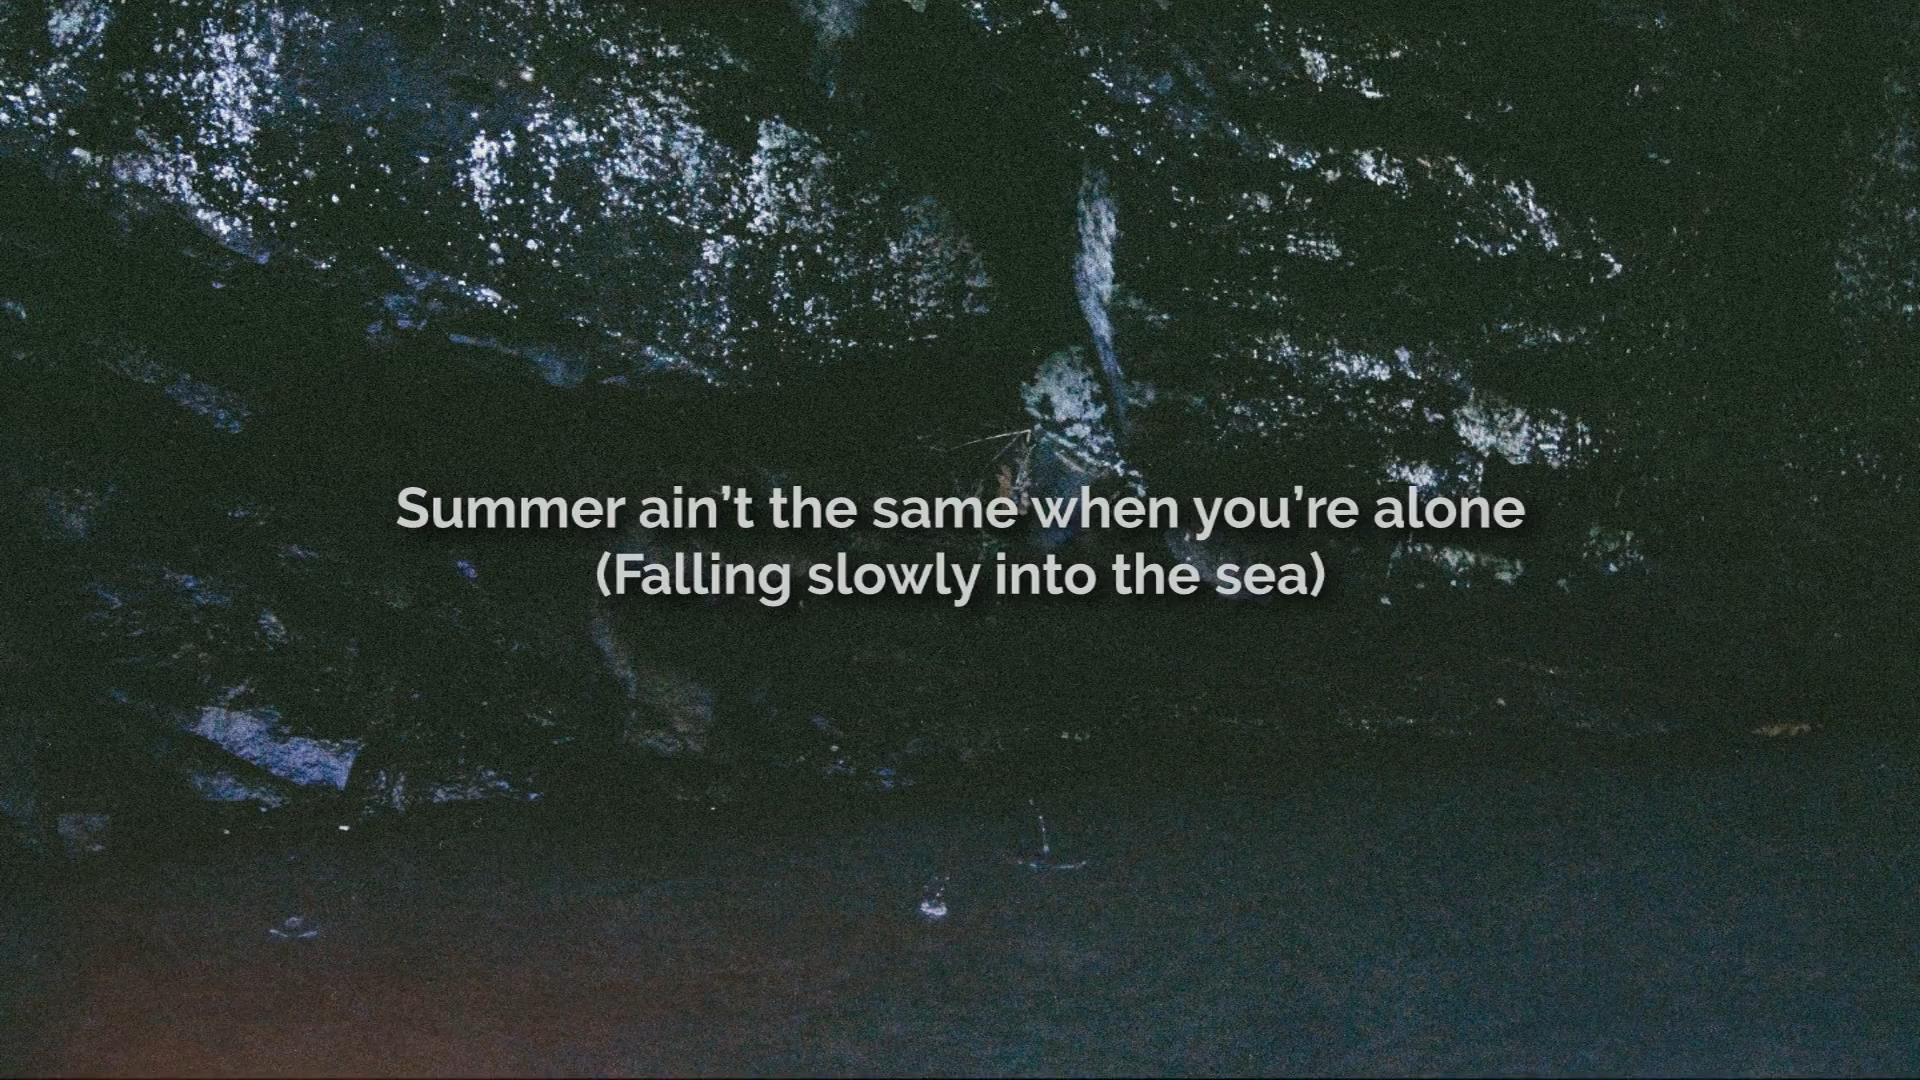 Summer ain’t the same when you’re alone
(Falling slowly into the sea)